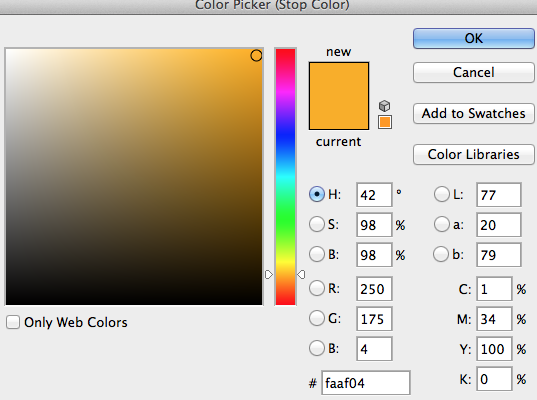 Color Picker (Stop Color)
new
current
OK
Cancel
Add to Swatches
Color Libraries
H: 42 °
S: 98 %
B: 98 %
R: 250
G: 175
B: 4
# faaf04
L: 77
a: 20
b: 79
C: 1 %
M: 34 %
Y: 100 %
K: 0 %
Only Web Colors